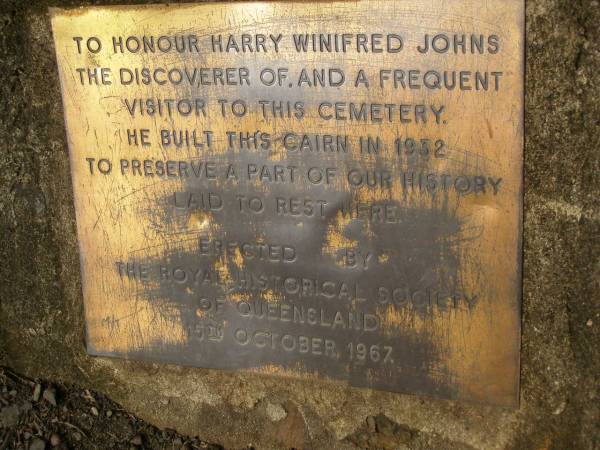 TO HONOUR HARRY WINIFRED JOHNS
THE DISCOVERER OF, AND A FREQUENT
VISITOR TO THIS CEMETERY.
HE BUILT THIS CAIRN IN 1932
TO PRESERVE A PART OF OUR HISTORY
LAID TO REST HERE.
ERECTED BY
THE ROYAL HISTORICAL SOCIETY
OF QUEENSLAND
15TH OCTOBER, 1967.